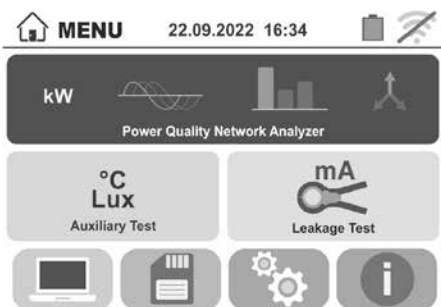 MENU 22.09.2022 16:34
kW
Power Quality Network Analyzer
°C
Lux
Auxiliary Test
mA
Leakage Test
i